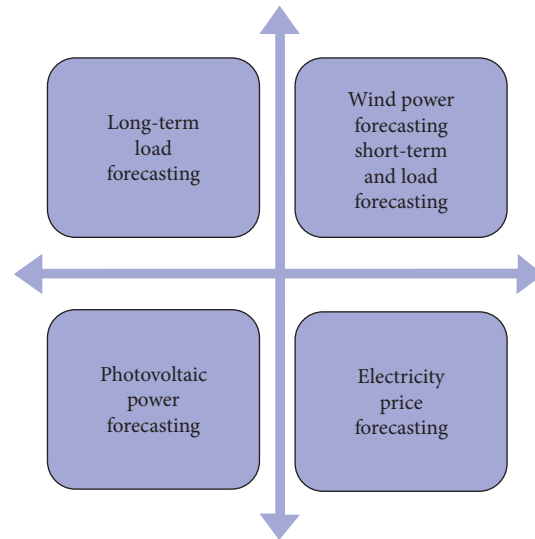 Long-term
load
forecasting
Wind power
forecasting
short-term
and load
forecasting
Photovoltaic
power
forecasting
Electricity
price
forecasting